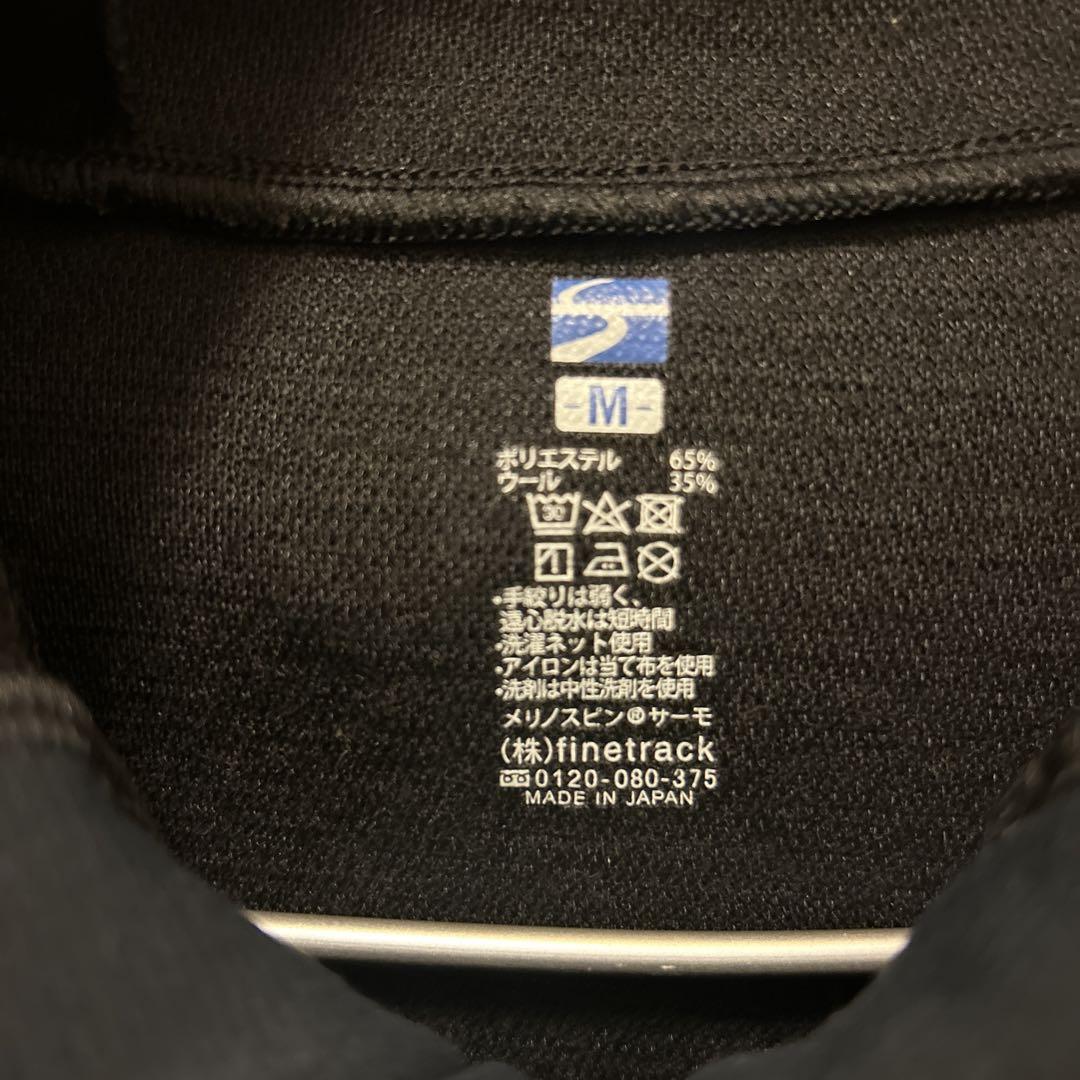 -M-
ポリエステル 65%
ウール 35%
30
・手絞りは弱く、
遠心脱水は短時間
・洗濯ネット使用
・アイロンは当て布を使用
・洗剤は中性洗剤を使用
メリノスピン®サーモ
(株)finetrack
0120-080-375
MADE IN JAPAN